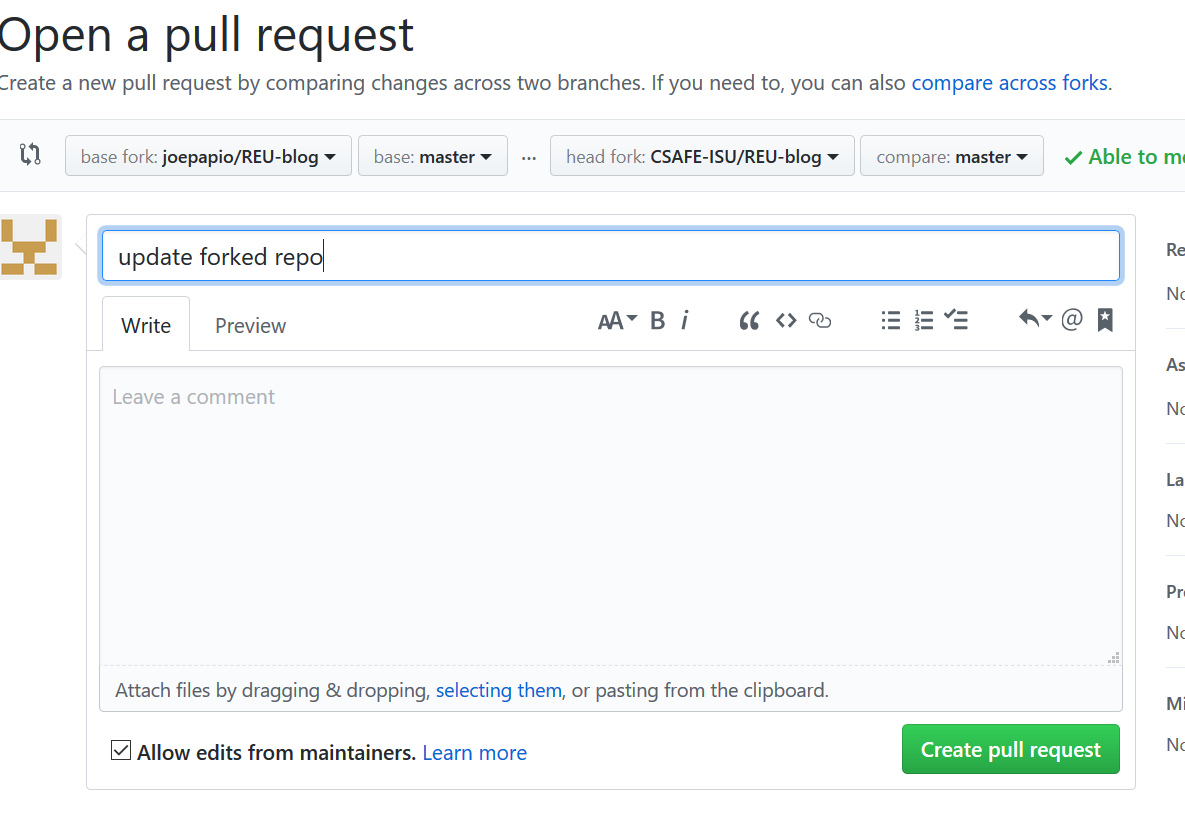 Open a pull request
Create a new pull request by comparing changes across two branches. If you need to, you can also compare across forks.
base fork: joepapio/REU-blog base: master ... head fork: CSAFE-ISU/REU-blog compare: master Able to me
update forked repo
Re
Write Preview AA B i @
No
As
Leave a comment
No
La
No
Pr
No
Attach files by dragging & dropping, selecting them, or pasting from the clipboard.
Mi
Allow edits from maintainers. Learn more Create pull request
No